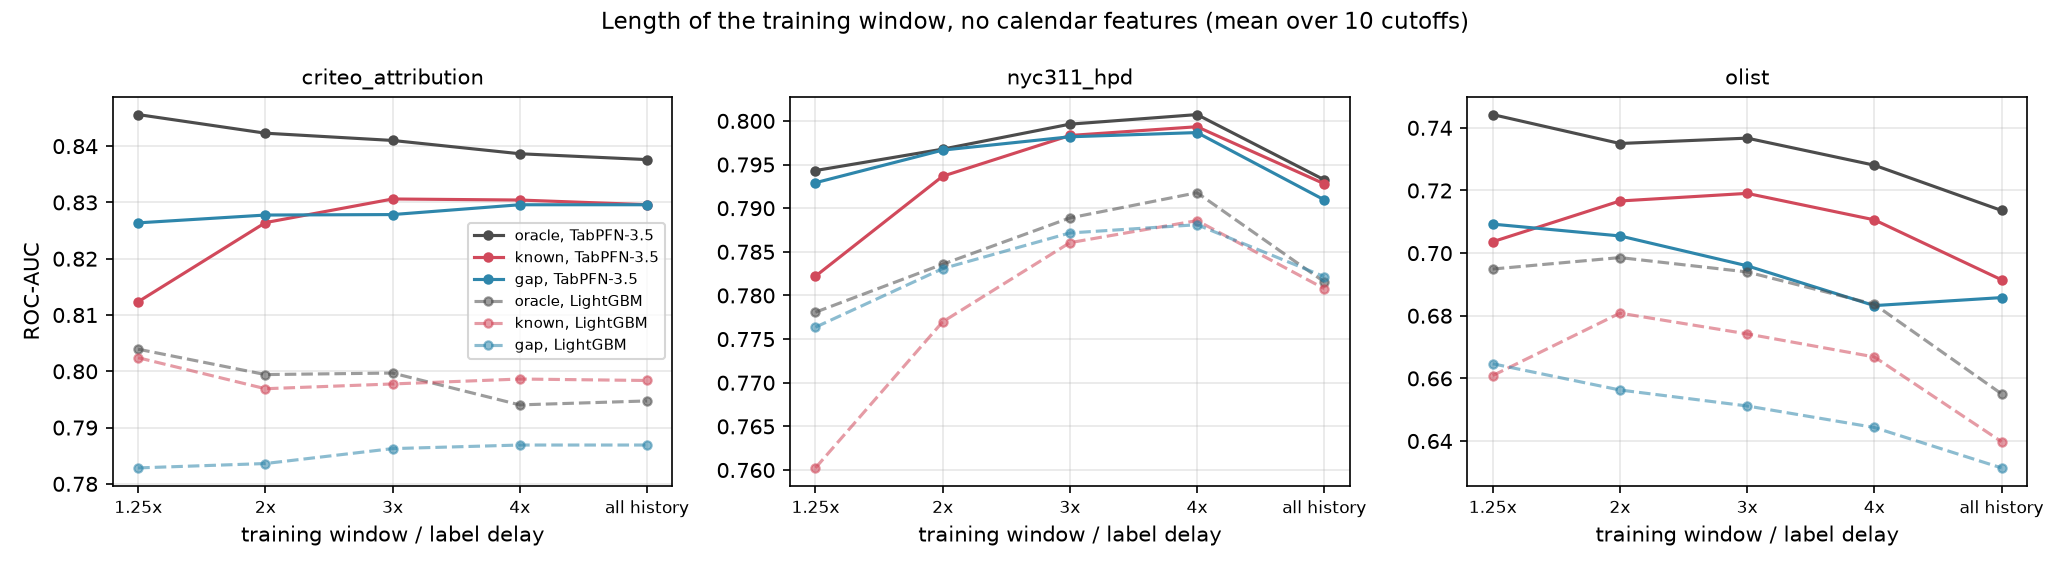 Length of the training window, no calendar features (mean over 10 cutoffs)
criteo_attribution
ROC-AUC
0.84
0.83
0.82
0.81
0.80
0.79
0.78
oracle, TabPFN-3.5
known, TabPFN-3.5
gap, TabPFN-3.5
oracle, LightGBM
known, LightGBM
gap, LightGBM
1.25x 2x 3x 4x all history
training window / label delay
nyc311_hpd
0.800
0.795
0.790
0.785
0.780
0.775
0.770
0.765
0.760
1.25x 2x 3x 4x all history
training window / label delay
olist
0.74
0.72
0.70
0.68
0.66
0.64
1.25x 2x 3x 4x all history
training window / label delay